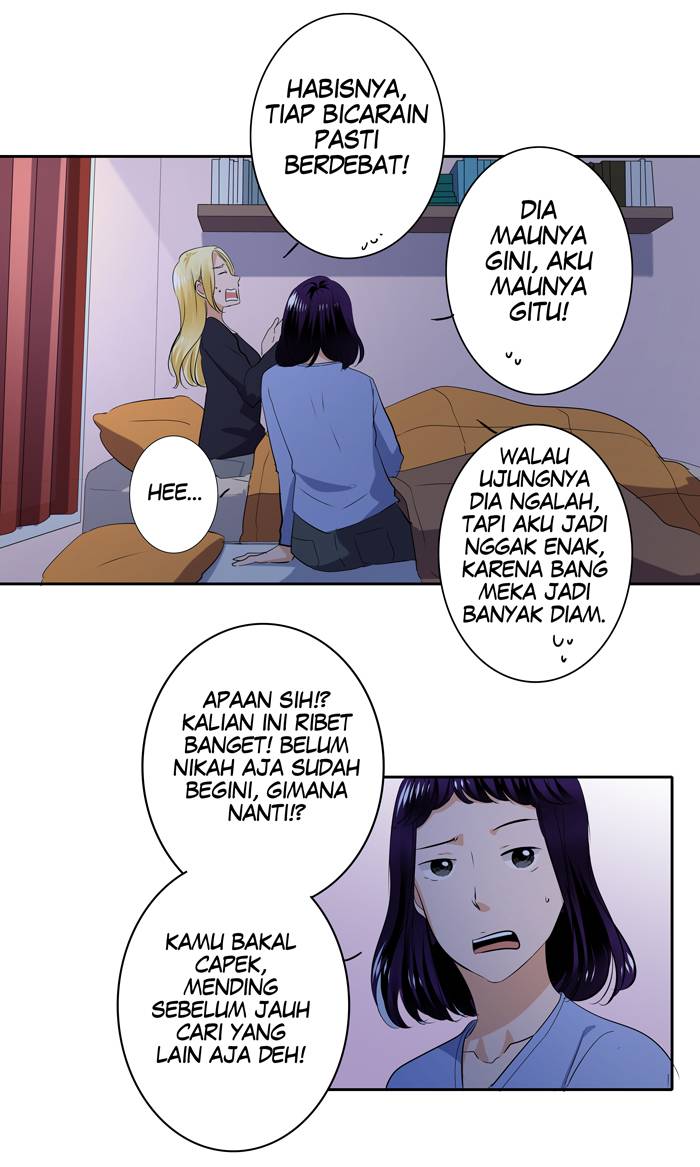 HABISNYA,
TIAP BICARAIN
PASTI
BERDEBAT!
DIA
MAUNYA
GINI, AKU
MAUNYA
GITU!
HEE...
WALAU
UJUNGNYA
DIA NGALAH,
TAPI AKU JADI
NGGAK ENAK,
KARENA BANG
MEKA JADI
BANYAK DIAM.
APAAN SIH!?
KALIAN INI RIBET
BANGET! BELUM
NIKAH AJA SUDAH
BEGINI, GIMANA
NANTI!?
KAMU BAKAL
CAPEK,
MENDING
SEBELUM JAUH
CARI YANG
LAIN AJA DEH!